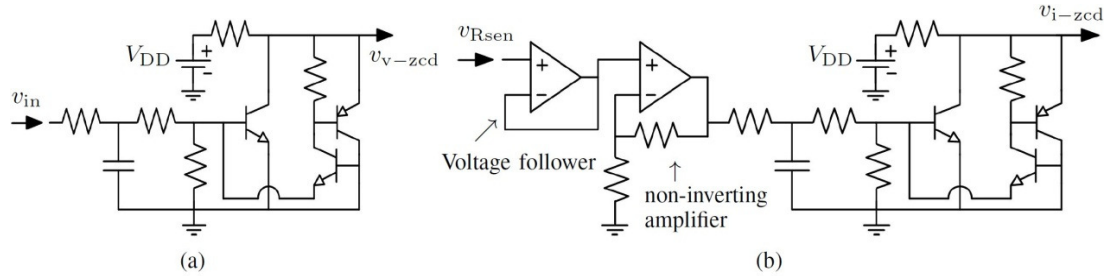 V_DD
+
-
v_in
v_v-zcd
(a)
v_Rsen
+
-
+
-
Voltage follower
non-inverting
amplifier
V_DD
+
-
v_i-zcd
(b)